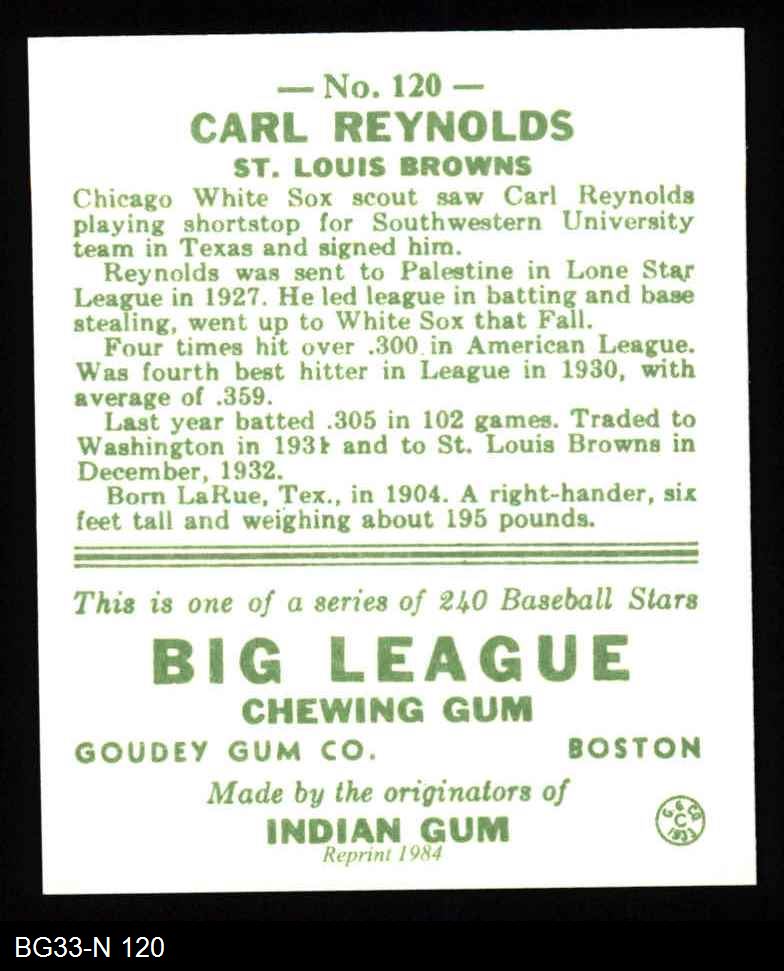 — No. 120 —
CARL REYNOLDS
ST. LOUIS BROWNS
Chicago White Sox scout saw Carl Reynolds
playing shortstop for Southwestern University
team in Texas and signed him.
Reynolds was sent to Palestine in Lone Star
League in 1927. He led league in batting and base
stealing, went up to White Sox that Fall.
Four times hit over .300 in American League.
Was fourth best hitter in League in 1930, with
average of .359.
Last year batted .305 in 102 games. Traded to
Washington in 1931 and to St. Louis Browns in
December, 1932.
Born LaRue, Tex., in 1904. A right-hander, six
feet tall and weighing about 195 pounds.
This is one of a series of 240 Baseball Stars
BIG LEAGUE
CHEWING GUM
GOUDEY GUM CO. BOSTON
Made by the originators of
INDIAN GUM
Reprint 1984
G. G. CO.
C
1933
BG33-N 120